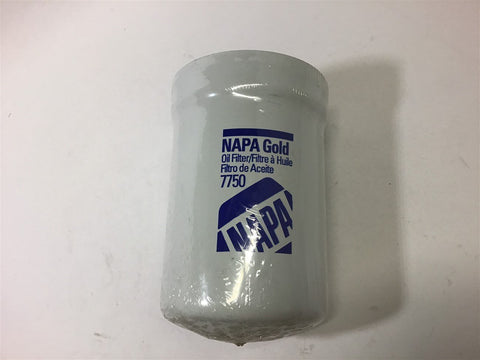 NAPA Gold
Oil Filter/Filtre à Huile
Filtro de Aceite
7750
NAPA